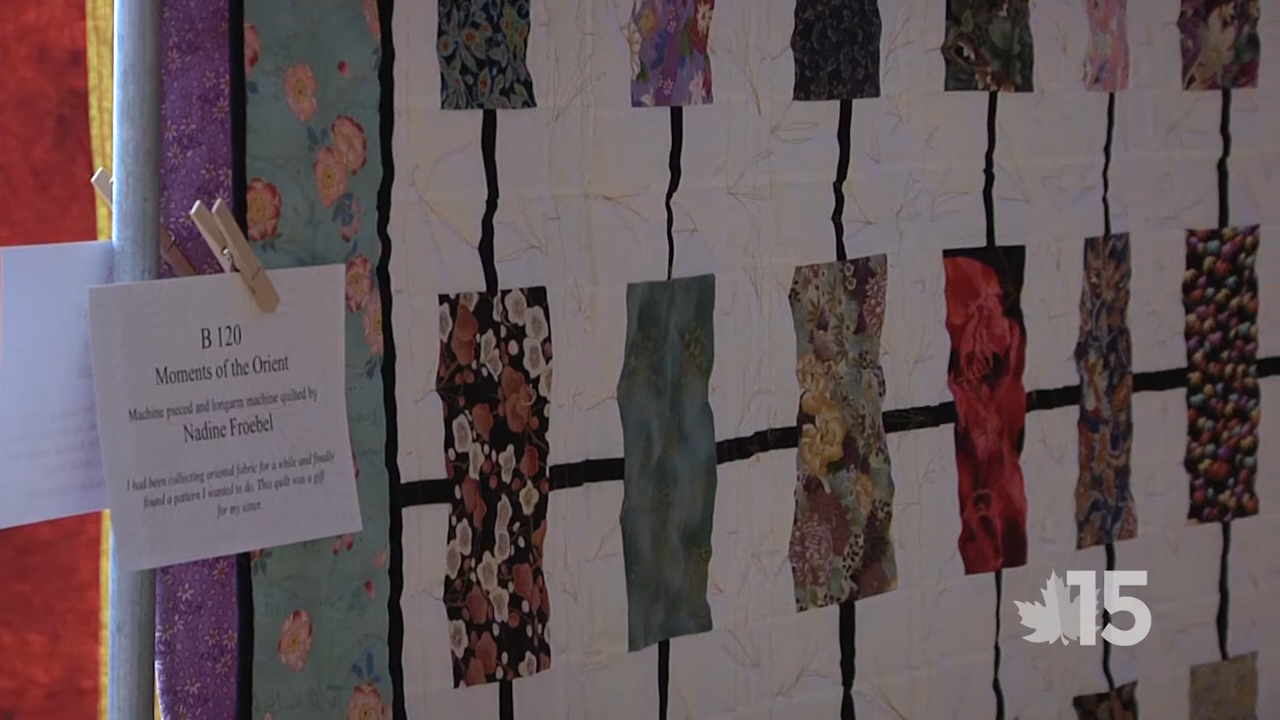 B 120
Moments of the Orient
Machine pieced and longarm machine quilted by
Nadine Froebel
I had been collecting oriental fabric for a while and finally
found a pattern I wanted to do. This quilt was a gift
for my sister.
15